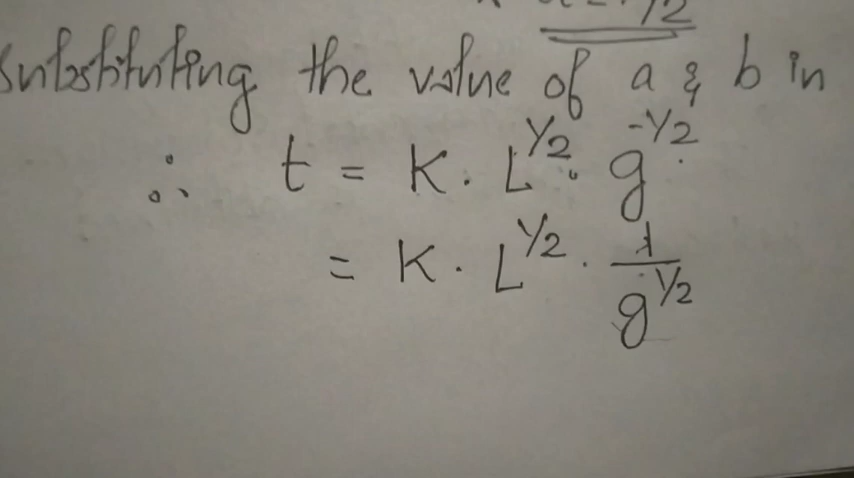 substituting the value of a & b in
∴ t = K . L^1/2 . g^-1/2 .
= K . L^1/2 . 1/g^1/2